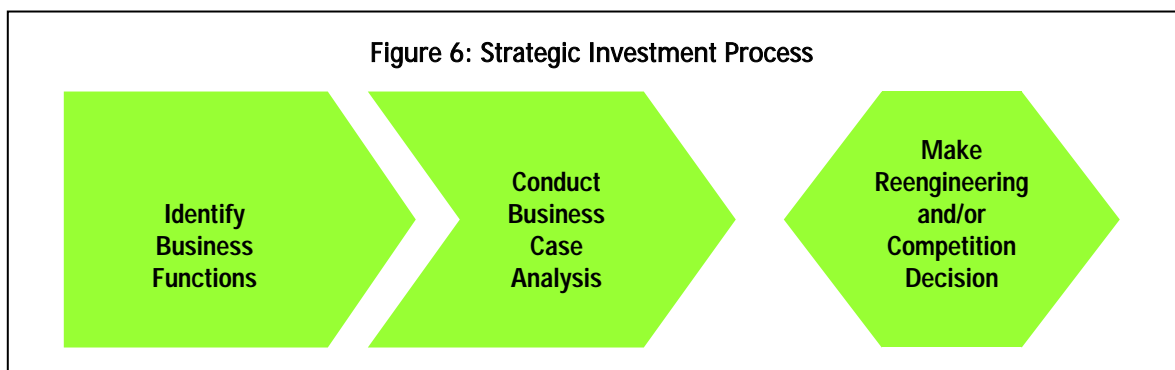 Figure 6: Strategic Investment Process
Identify
Business
Functions
Conduct
Business
Case
Analysis
Make
Reengineering
and/or
Competition
Decision